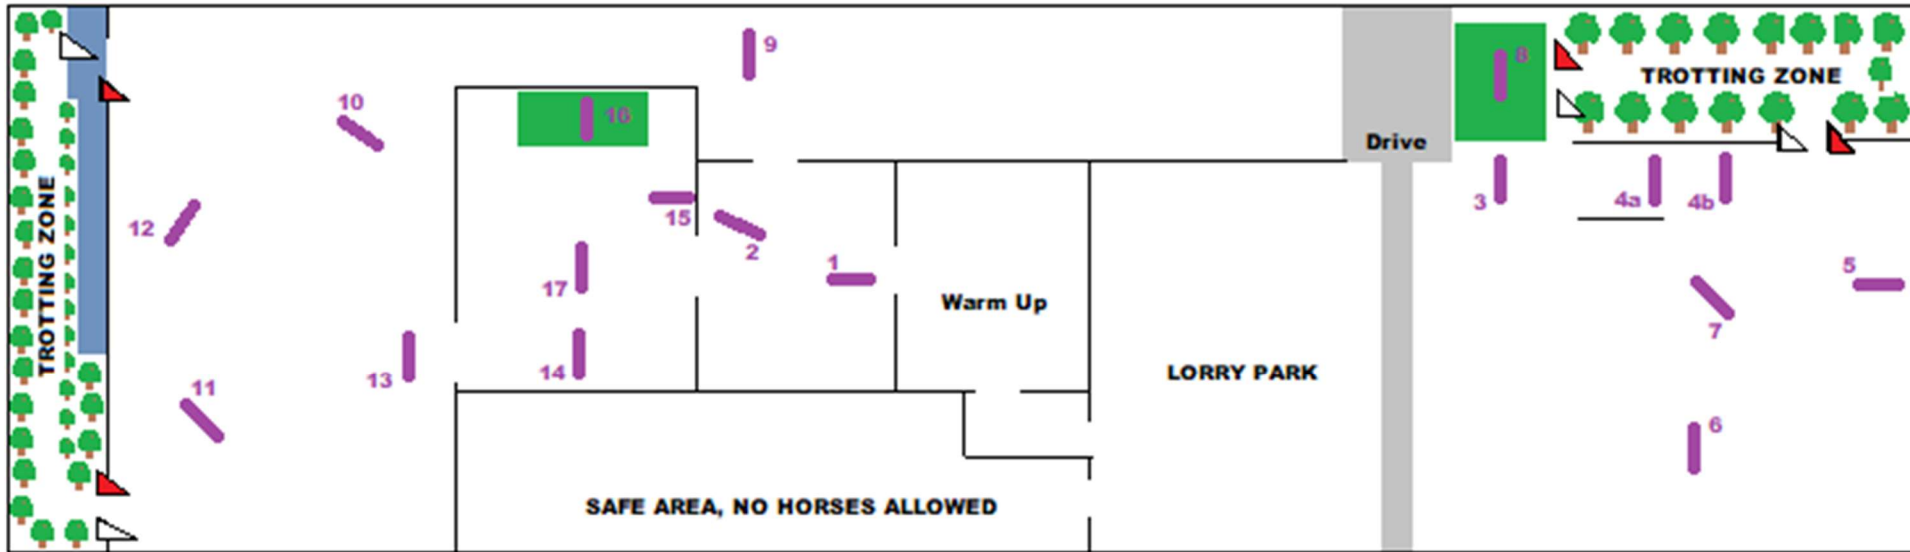 9
8
TROTTING ZONE
10
16
Drive
12
15
2
3
4a
4b
TROTTING ZONE
1
17
Warm Up
5
7
13
14
LORRY PARK
11
6
SAFE AREA, NO HORSES ALLOWED